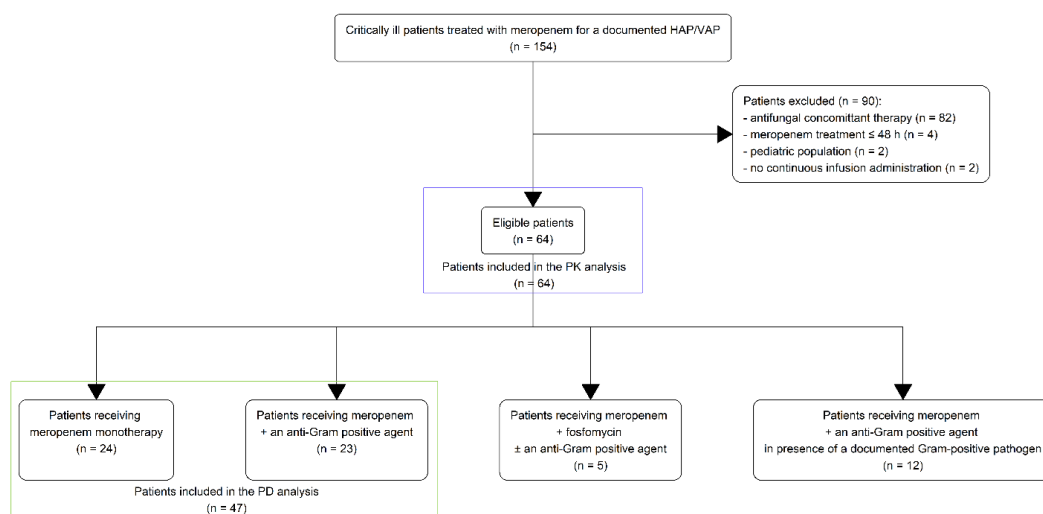 Critically ill patients treated with meropenem for a documented HAP/VAP
(n = 154)
Patients excluded (n = 90):
- antifungal concomittant therapy (n = 82)
- meropenem treatment ≤ 48 h (n = 4)
- pediatric population (n = 2)
- no continuous infusion administration (n = 2)
Eligible patients
(n = 64)
Patients included in the PK analysis
(n = 64)
Patients receiving
meropenem monotherapy
(n = 24)
Patients receiving meropenem
+ an anti-Gram positive agent
(n = 23)
Patients included in the PD analysis
(n = 47)
Patients receiving meropenem
+ fosfomycin
± an anti-Gram positive agent
(n = 5)
Patients receiving meropenem
+ an anti-Gram positive agent
in presence of a documented Gram-positive pathogen
(n = 12)